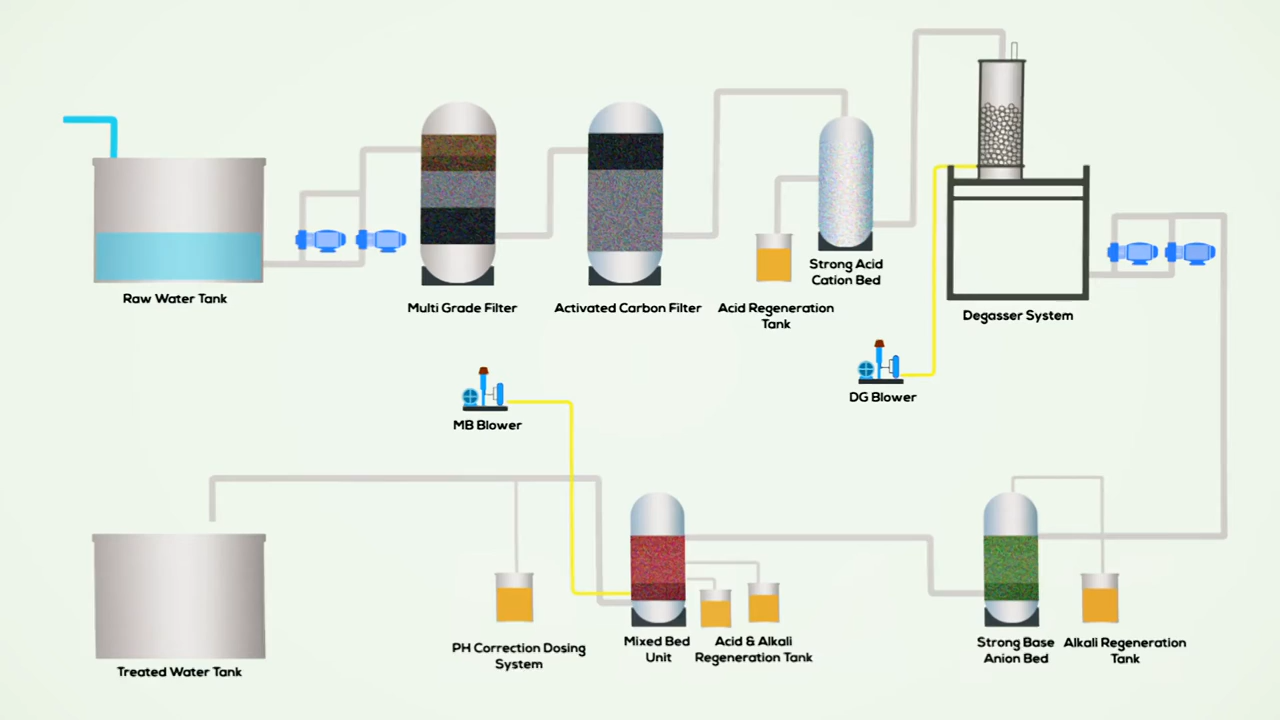 Raw Water Tank
Multi Grade Filter
Activated Carbon Filter
Acid Regeneration
Tank
Strong Acid
Cation Bed
Degasser System
DG Blower
MB Blower
Treated Water Tank
PH Correction Dosing
System
Mixed Bed
Unit
Acid & Alkali
Regeneration Tank
Strong Base
Anion Bed
Alkali Regeneration
Tank